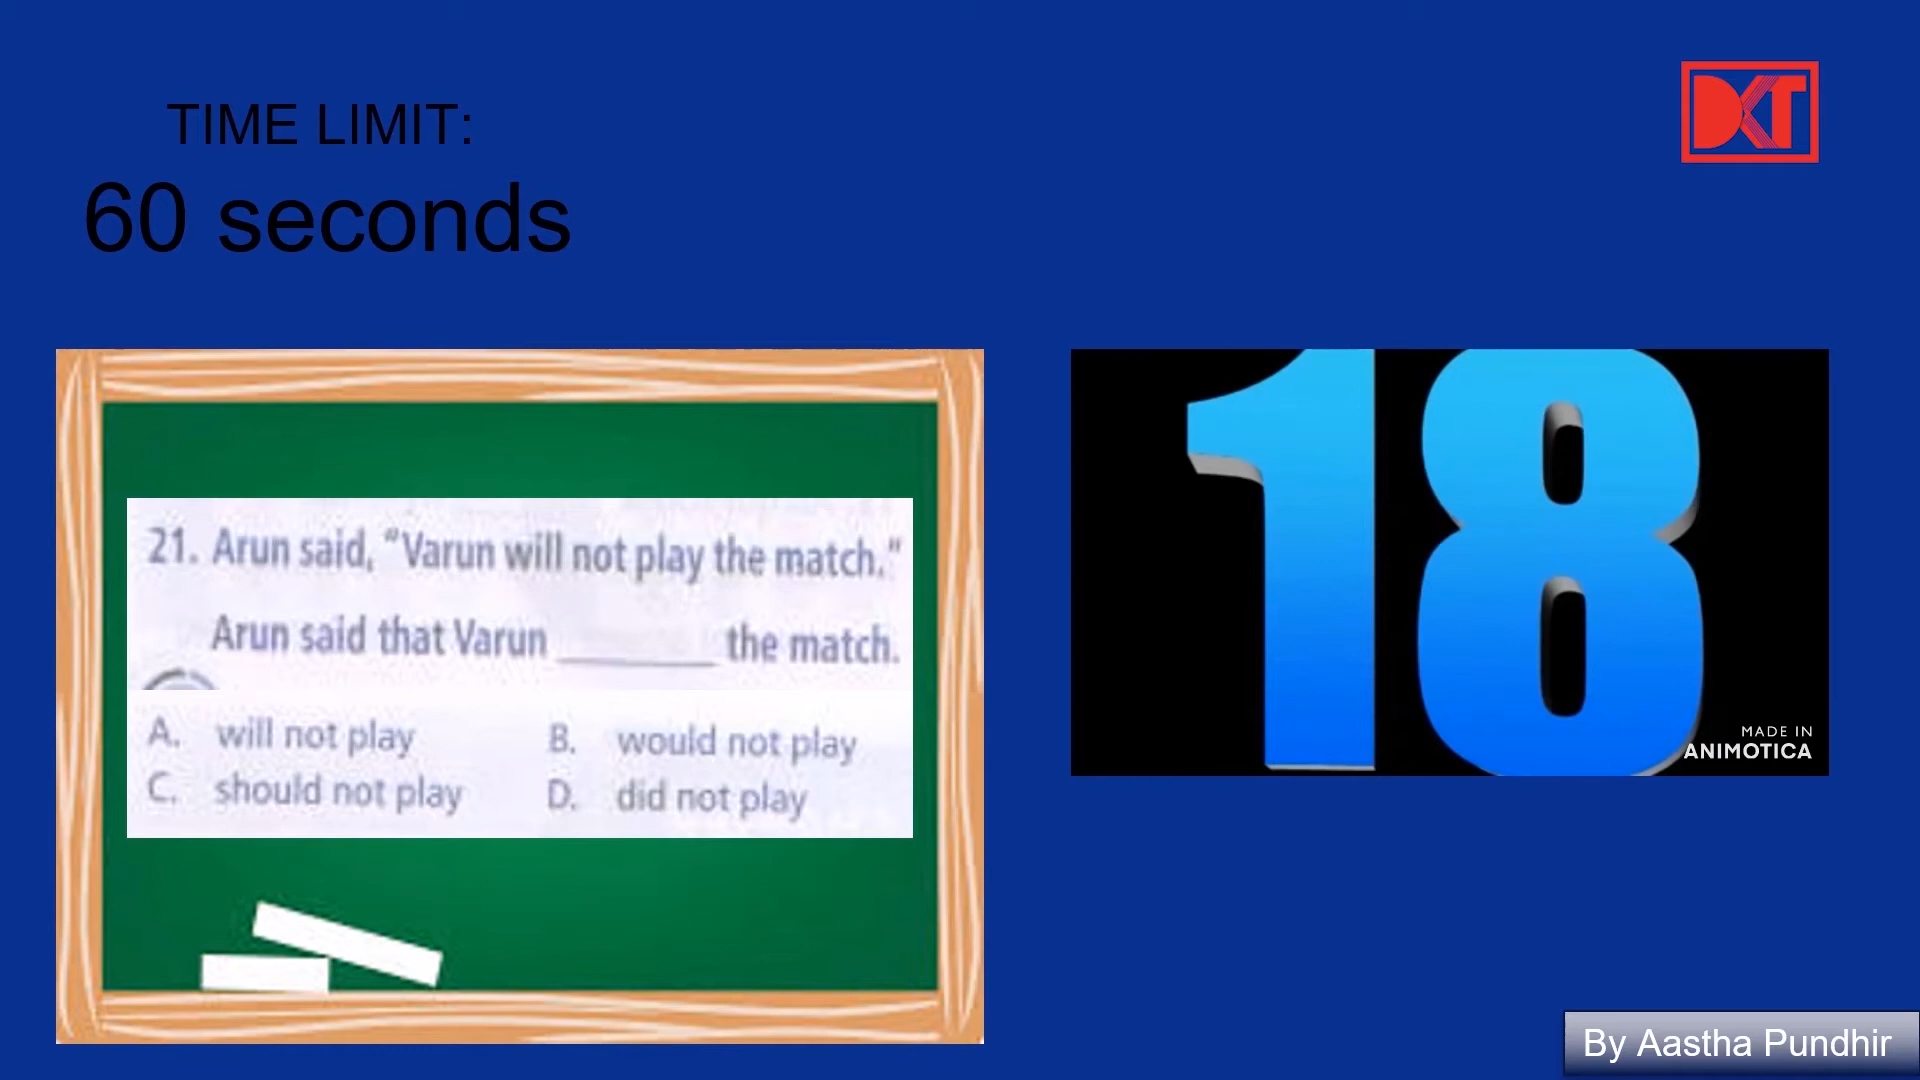 TIME LIMIT:
60 seconds
DKT
21. Arun said, "Varun will not play the match."
Arun said that Varun ________ the match.
A. will not play B. would not play
C. should not play D. did not play
18
MADE IN
ANIMOTICA
By Aastha Pundhir